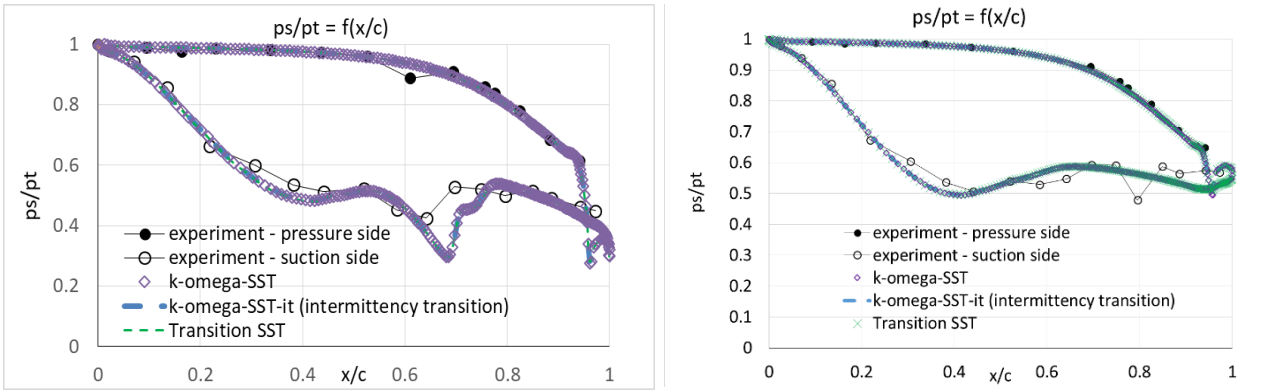 ps/pt = f(x/c)
1
0.8
0.6
0.4
0.2
0
ps/pt
experiment - pressure side
experiment - suction side
k-omega-SST
k-omega-SST-it (intermittency transition)
Transition SST
0 0.2 0.4 0.6 0.8 1
x/c
ps/pt = f(x/c)
1
0.9
0.8
0.7
0.6
0.5
0.4
0.3
0.2
0.1
0
ps/pt
experiment - pressure side
experiment - suction side
k-omega-SST
k-omega-SST-it (intermittency transition)
Transition SST
0 0.2 0.4 0.6 0.8 1
x/c